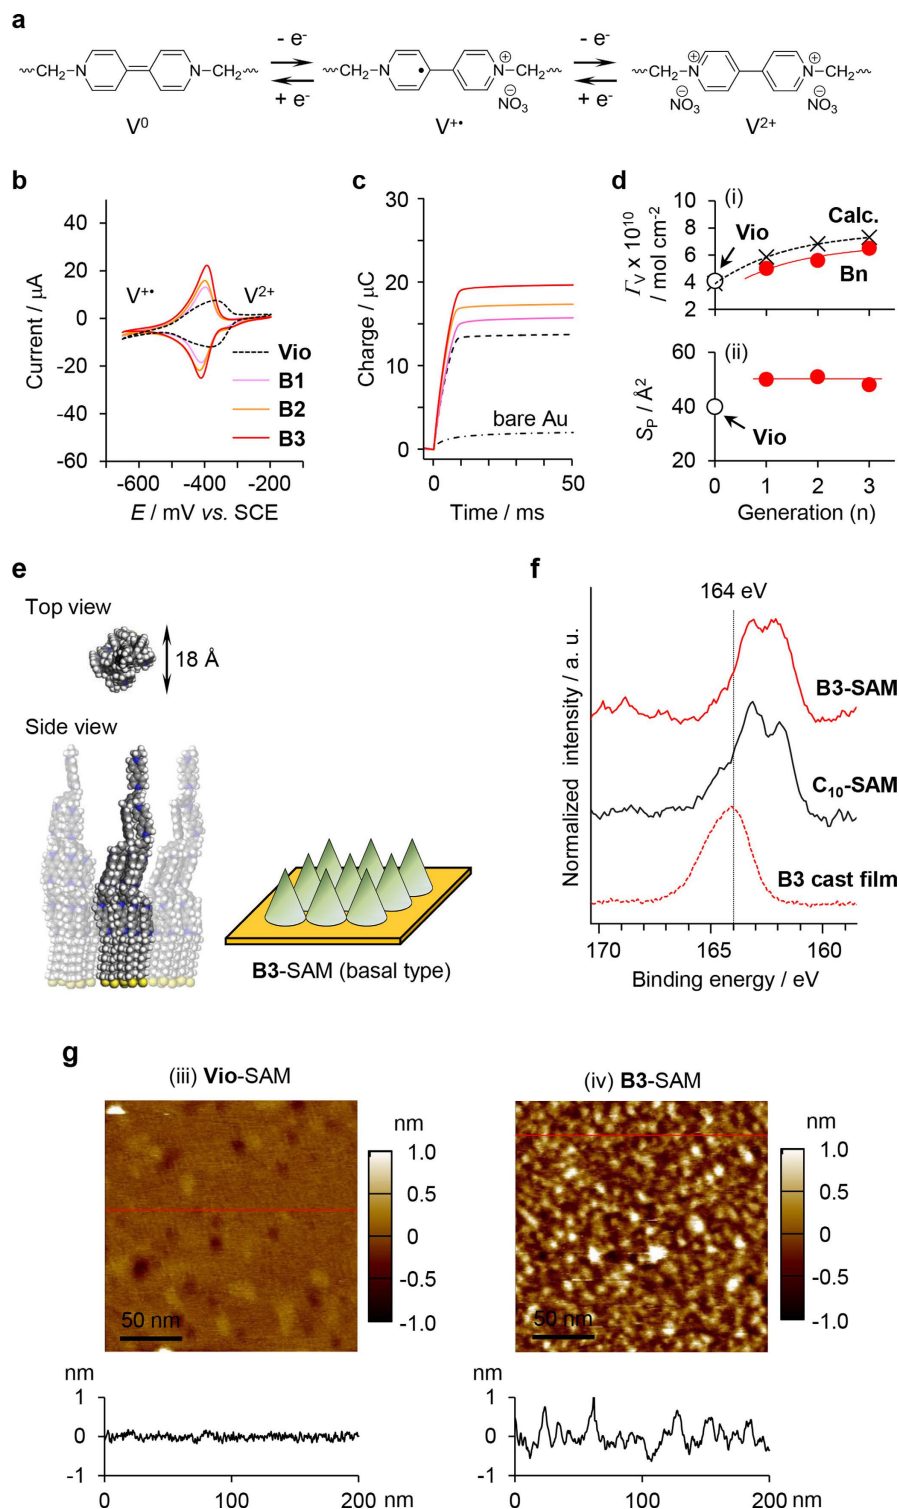 a
- e-
- e-
~CH2-N
N-CH2~
~CH2-N
N-CH2~
~CH2-N
N-CH2~
+ e-
+ e-
NO3
NO3
NO3
V0
V+•
V2+
b
Current / μA
40
20
0
-20
-40
-60
V+•
V2+
Vio
B1
B2
B3
-600
-400
-200
E / mV vs. SCE
c
Charge / μC
30
20
10
0
bare Au
0
50
Time / ms
d
(i)
ΓV x 10^10
/ mol cm-2
10
8
6
4
2
Vio
Calc.
Bn
(ii)
SP / Å2
60
40
20
Vio
0
1
2
3
Generation (n)
e
Top view
18 Å
Side view
B3-SAM (basal type)
f
164 eV
Normalized intensity / a. u.
B3-SAM
C10-SAM
B3 cast film
170
165
160
Binding energy / eV
g
(iii) Vio-SAM
nm
1.0
0.5
0
-0.5
-1.0
50 nm
nm
1
0
-1
0
100
200 nm
(iv) B3-SAM
nm
1.0
0.5
0
-0.5
-1.0
50 nm
nm
1
0
-1
0
100
200 nm